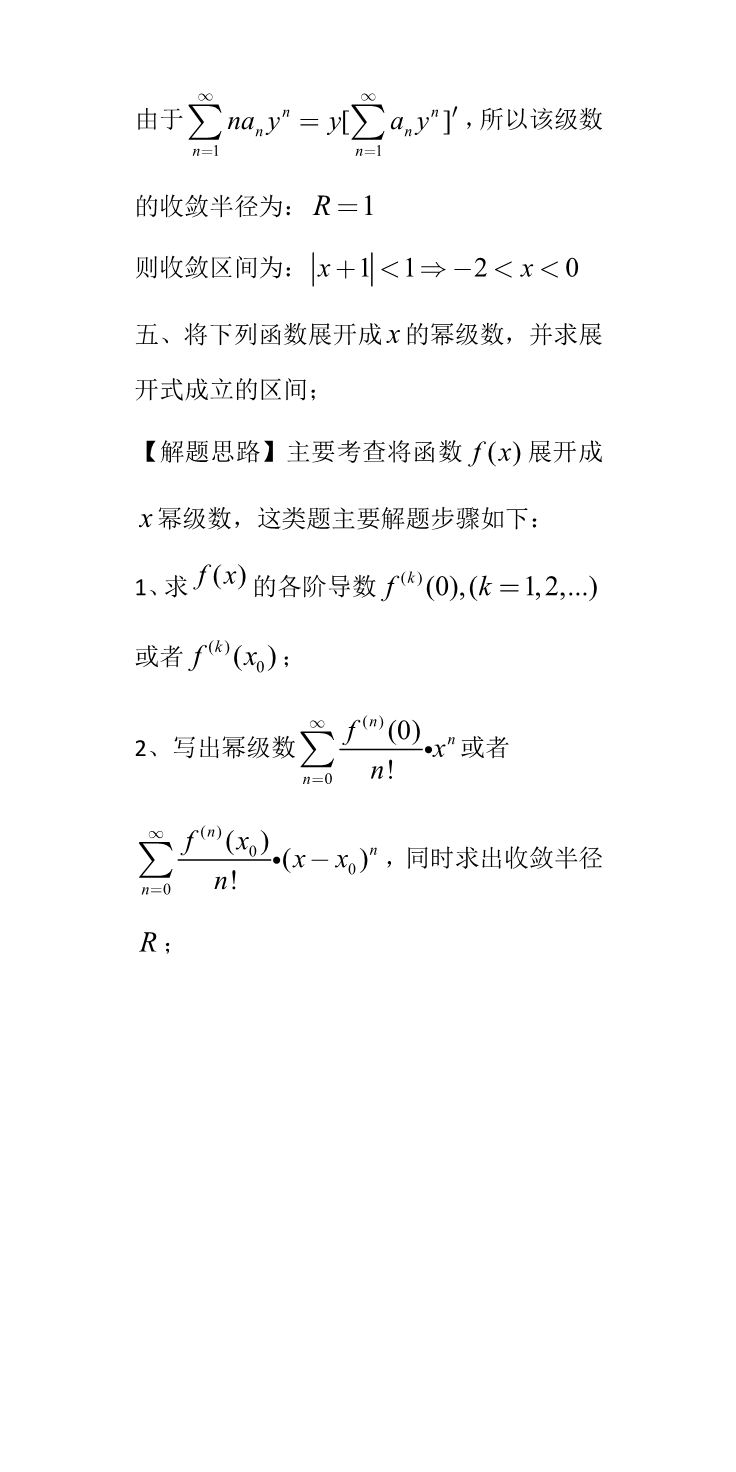 由于 $\sum_{n=1}^{\infty} na_n y^n = y[\sum_{n=1}^{\infty} a_n y^n]'$，所以该级数
的收敛半径为： $R=1$
则收敛区间为： $|x+1|<1 \Rightarrow -2<x<0$
五、将下列函数展开成 $x$ 的幂级数，并求展
开式成立的区间；
【解题思路】主要考查将函数 $f(x)$ 展开成
$x$ 幂级数，这类题主要解题步骤如下：
1、求 $f(x)$ 的各阶导数 $f^{(k)}(0),(k=1,2,...)$
或者 $f^{(k)}(x_0)$；
2、写出幂级数 $\sum_{n=0}^{\infty} \frac{f^{(n)}(0)}{n!} \bullet x^n$ 或者
$\sum_{n=0}^{\infty} \frac{f^{(n)}(x_0)}{n!} \bullet (x-x_0)^n$，同时求出收敛半径
$R$；